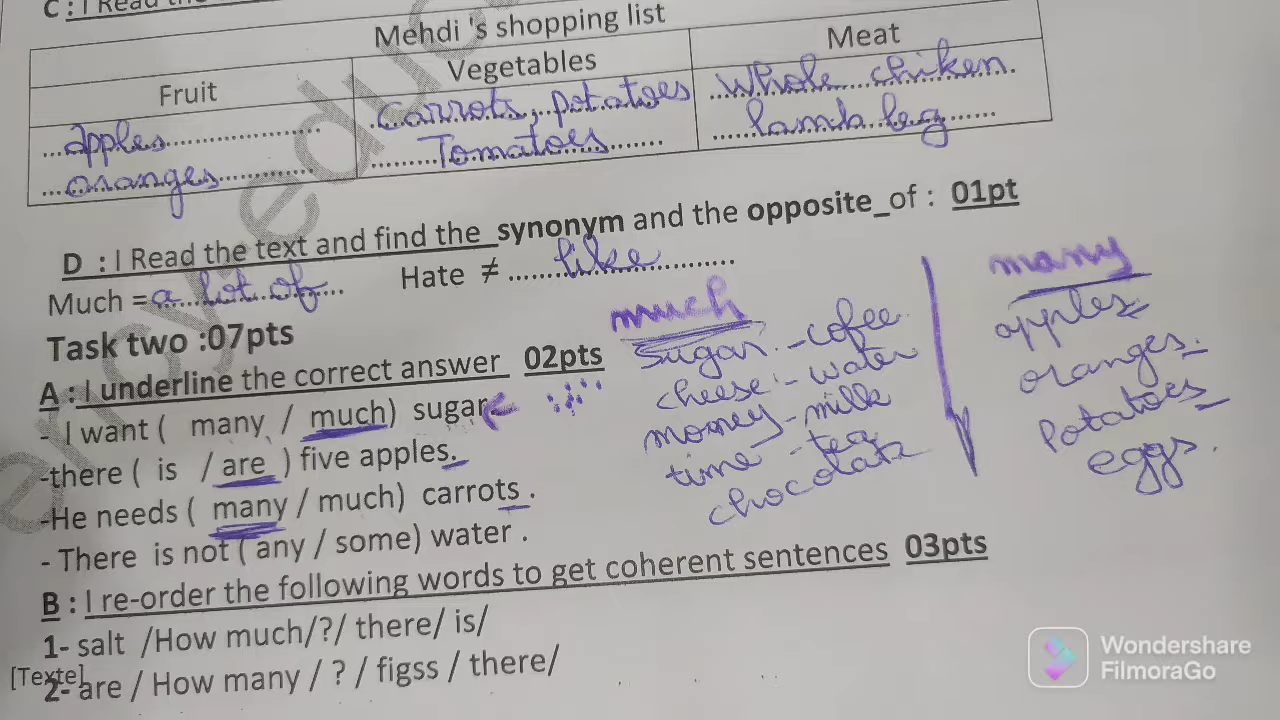 C : I Read the
Mehdi 's shopping list
Fruit Vegetables Meat
apples Carrots, potatoes Whole chiken.
oranges Tomatoes lamb leg
D : I Read the text and find the synonym and the opposite of : 01pt
Much = a lot of Hate ≠ like
Task two :07pts
A : I underline the correct answer 02pts
- I want ( many / much) sugar.
-there ( is / are ) five apples.
-He needs ( many / much) carrots .
- There is not ( any / some) water .
much
sugar. - cofee
cheese - water
money - milk
time - tea
chocolate
many
apples
oranges.
Potatoes
eggs.
B : I re-order the following words to get coherent sentences 03pts
1- salt /How much/?/ there/ is/
[Texte]
2- are / How many / ? / figss / there/
Wondershare
FilmoraGo